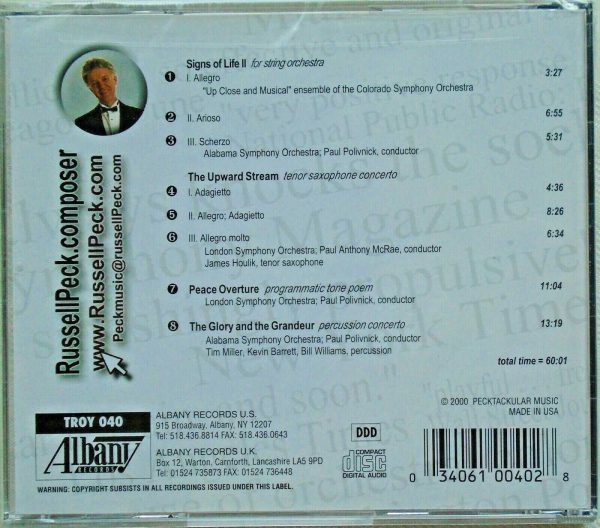 RussellPeck.composer
www.RussellPeck.com
Peckmusic@russellPeck.com
Signs of Life II for string orchestra
1 I. Allegro 3:27
"Up Close and Musical" ensemble of the Colorado Symphony Orchestra
2 II. Arioso 6:55
3 III. Scherzo 5:31
Alabama Symphony Orchestra; Paul Polivnick, conductor
The Upward Stream tenor saxophone concerto
4 I. Adagietto 4:36
5 II. Allegro; Adagietto 8:26
6 III. Allegro molto 6:34
London Symphony Orchestra; Paul Anthony McRae, conductor
James Houlik, tenor saxophone
7 Peace Overture programmatic tone poem 11:04
London Symphony Orchestra; Paul Polivnick, conductor
8 The Glory and the Grandeur percussion concerto 13:19
Alabama Symphony Orchestra; Paul Polivnick, conductor
Tim Miller, Kevin Barrett, Bill Williams, percussion
total time = 60:01
© 2000 PECKTACKULAR MUSIC
MADE IN USA
TROY 040
Albany
RECORDS
ALBANY RECORDS U.S.
915 Broadway, Albany, NY 12207
Tel: 518.436.8814 FAX: 518.436.0643
ALBANY RECORDS U.K.
Box 12, Warton, Carnforth, Lancashire LA5 9PD
Tel: 01524 735873 FAX: 01524 736448
DDD
COMPACT
disc
DIGITAL AUDIO
0 34061 00402 8
WARNING: COPYRIGHT SUBSISTS IN ALL RECORDINGS ISSUED UNDER THIS LABEL.